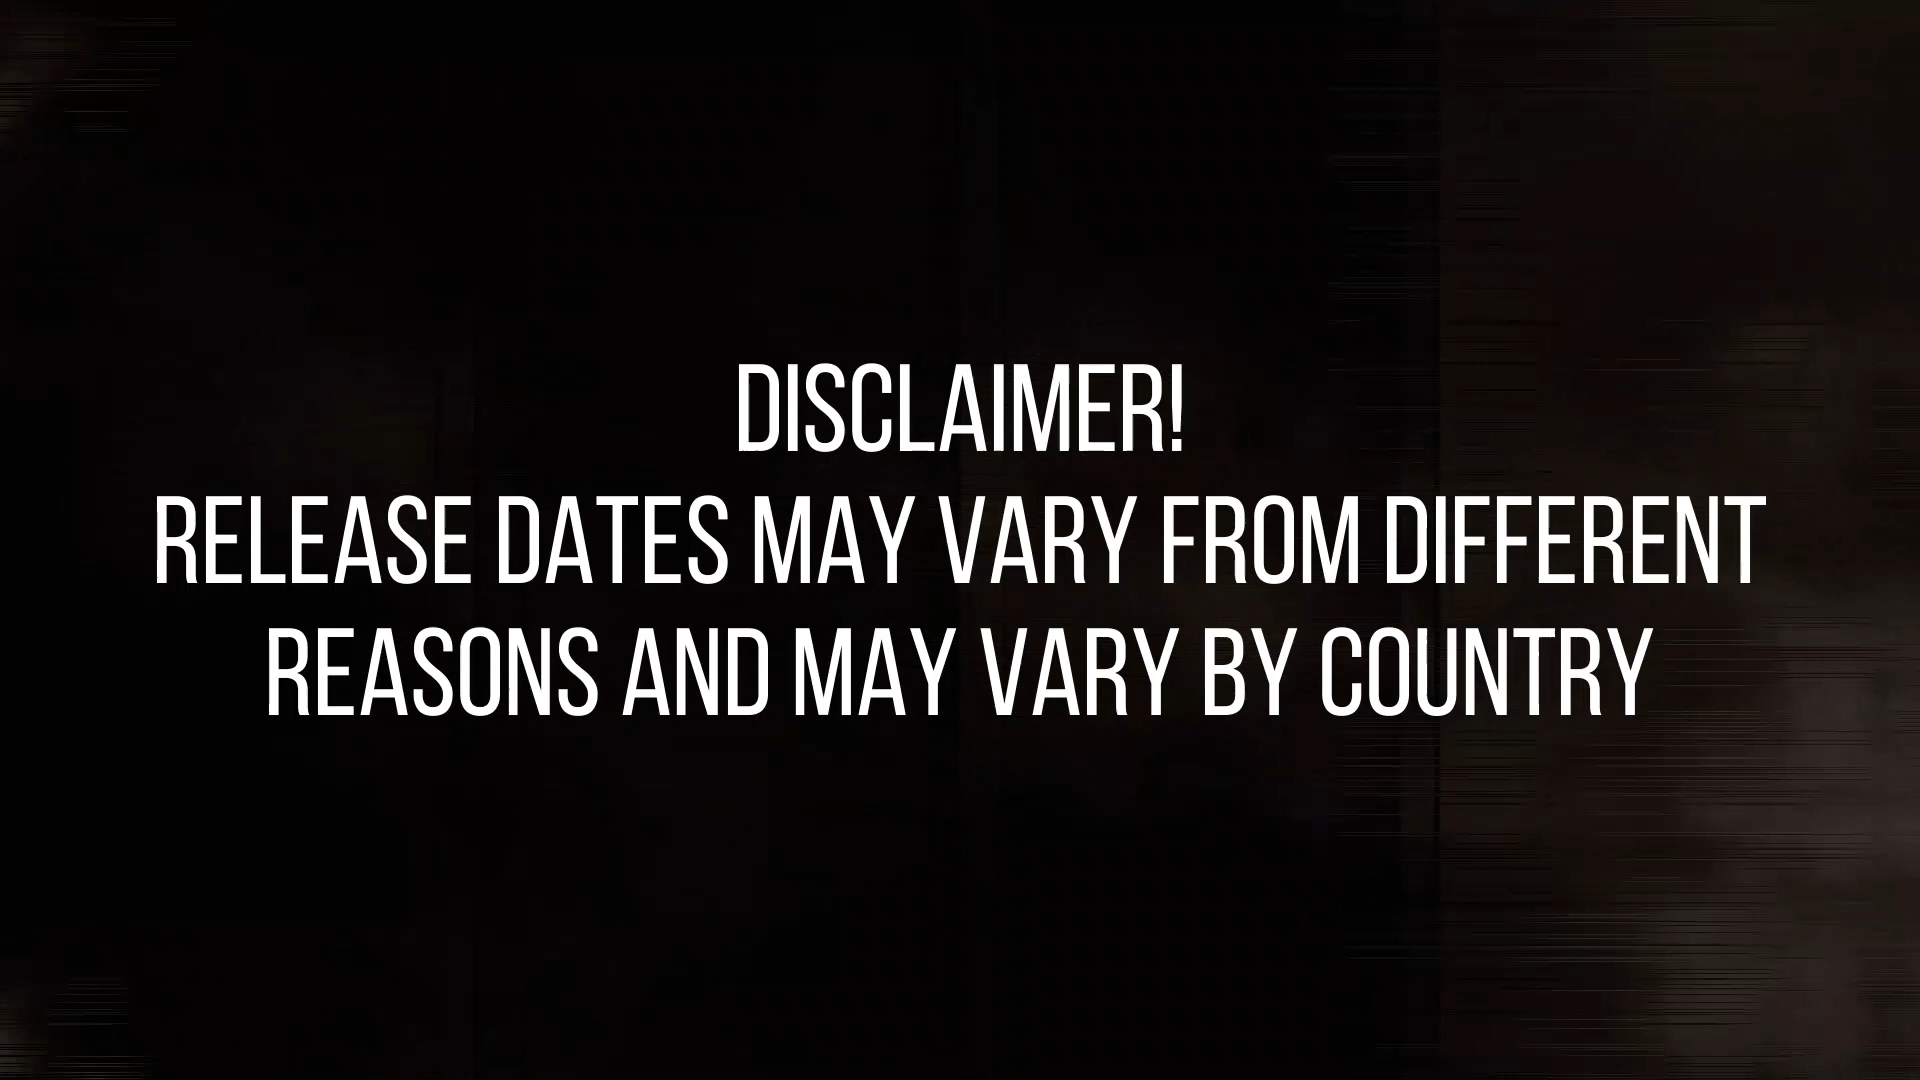 DISCLAIMER!
RELEASE DATES MAY VARY FROM DIFFERENT
REASONS AND MAY VARY BY COUNTRY